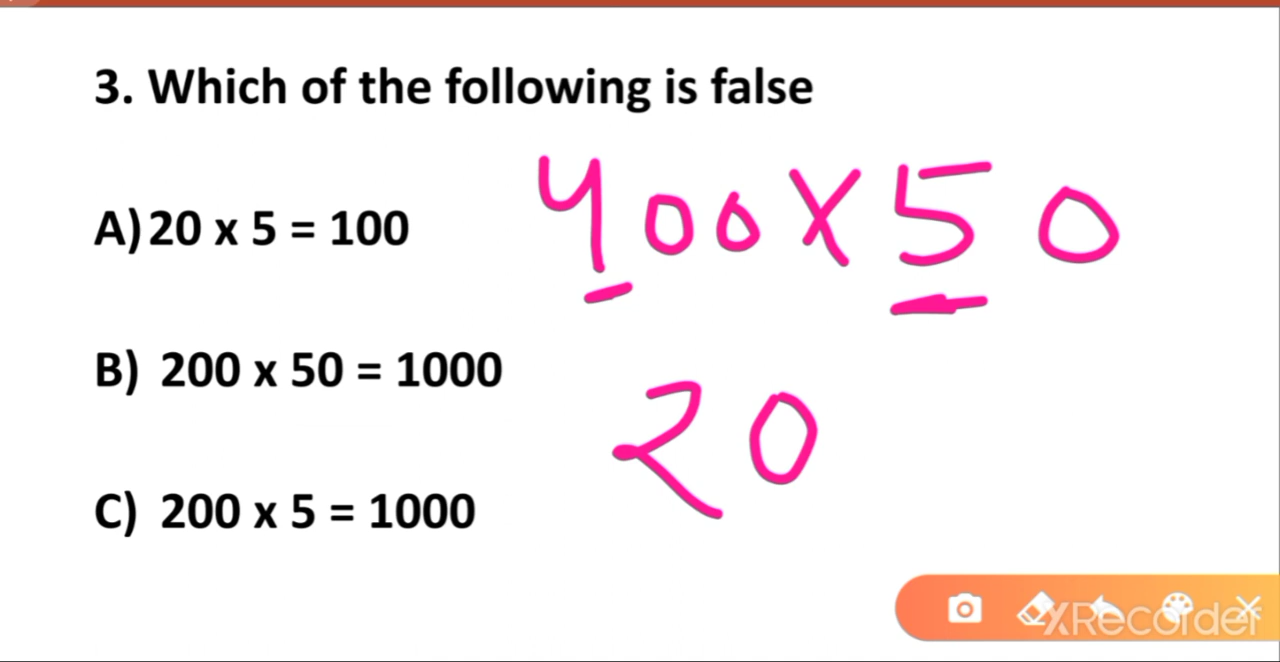 3. Which of the following is false
400 x 50
A) 20 x 5 = 100
B) 200 x 50 = 1000
20
C) 200 x 5 = 1000
XRecorder